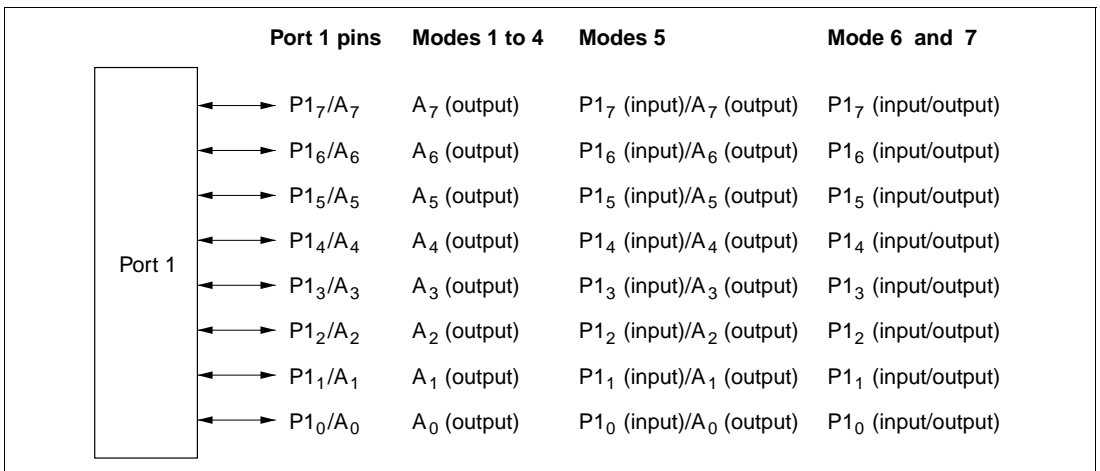 Port 1 pins Modes 1 to 4 Modes 5 Mode 6 and 7
P1₇/A₇ A₇ (output) P1₇ (input)/A₇ (output) P1₇ (input/output)
P1₆/A₆ A₆ (output) P1₆ (input)/A₆ (output) P1₆ (input/output)
P1₅/A₅ A₅ (output) P1₅ (input)/A₅ (output) P1₅ (input/output)
P1₄/A₄ A₄ (output) P1₄ (input)/A₄ (output) P1₄ (input/output)
Port 1
P1₃/A₃ A₃ (output) P1₃ (input)/A₃ (output) P1₃ (input/output)
P1₂/A₂ A₂ (output) P1₂ (input)/A₂ (output) P1₂ (input/output)
P1₁/A₁ A₁ (output) P1₁ (input)/A₁ (output) P1₁ (input/output)
P1₀/A₀ A₀ (output) P1₀ (input)/A₀ (output) P1₀ (input/output)